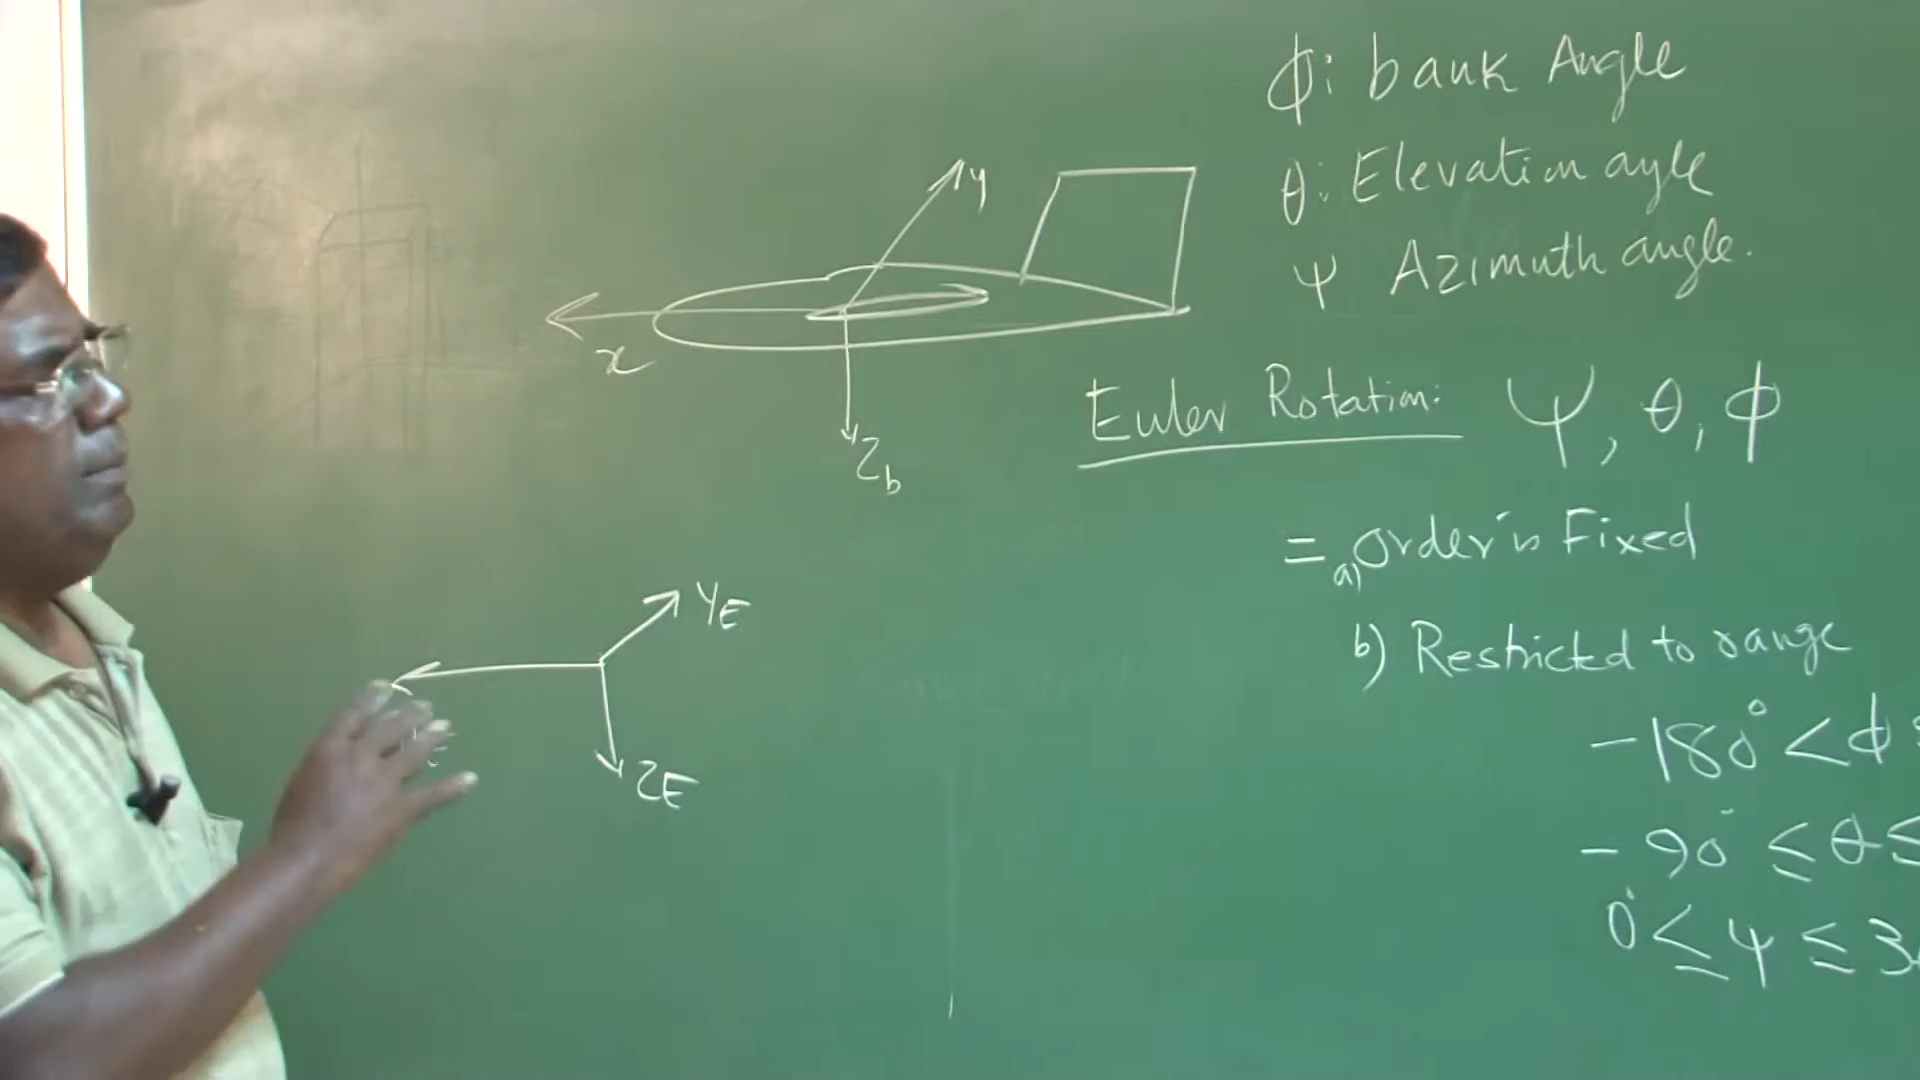 ϕ: bank Angle
θ: Elevation angle
ψ Azimuth angle.
y
x
Zb
Euler Rotation: ψ, θ, ϕ
= a) order is Fixed
b) Restricted to range
-180° < ϕ
-90° ≤ θ ≤
0° ≤ ψ ≤ 3
YE
ZE